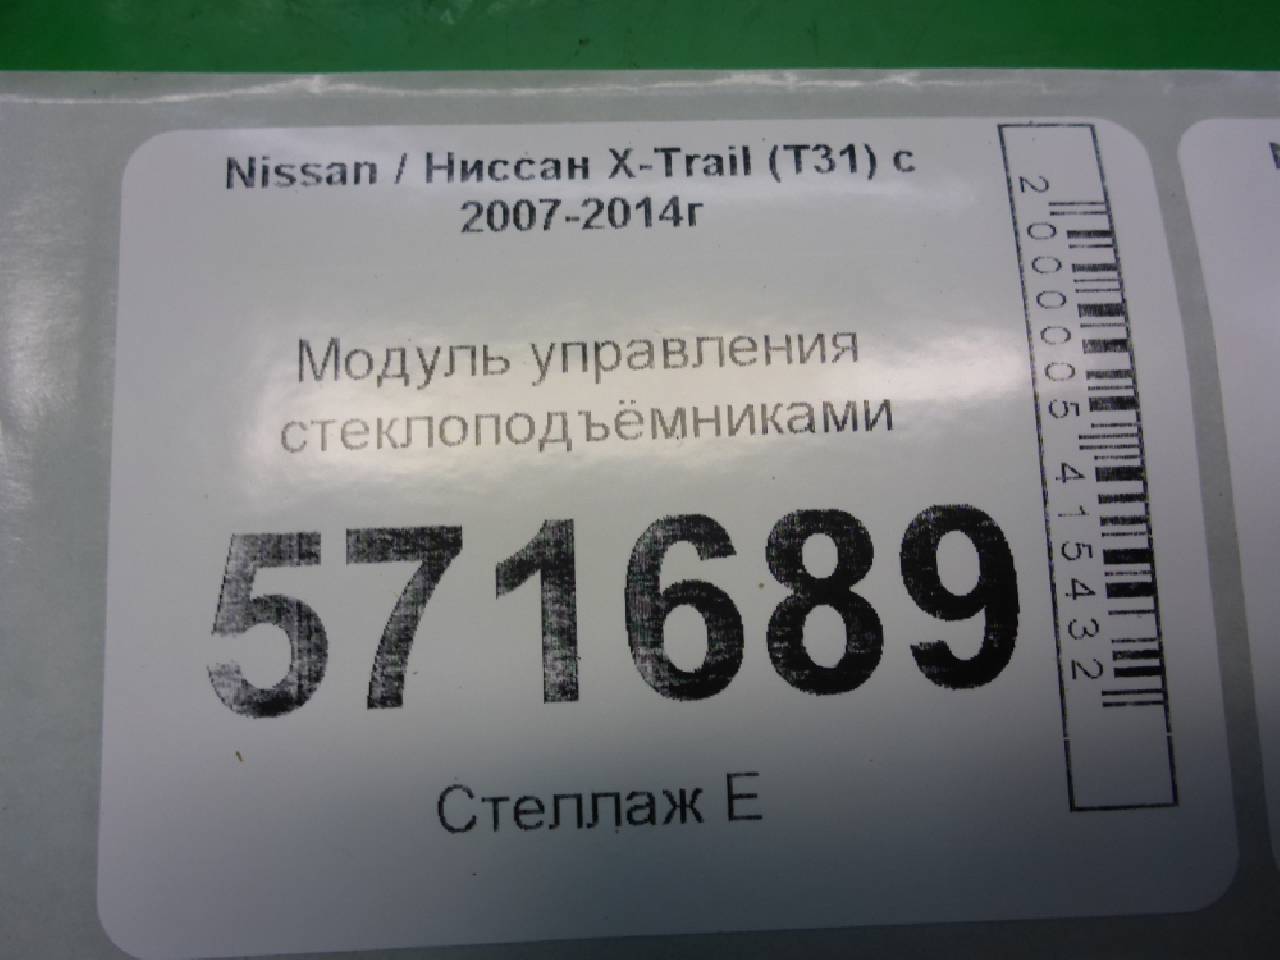 Nissan / Ниссан X-Trail (T31) с
2007-2014г
Модуль управления
стеклоподъёмниками
571689
Стеллаж Е
2000005415432